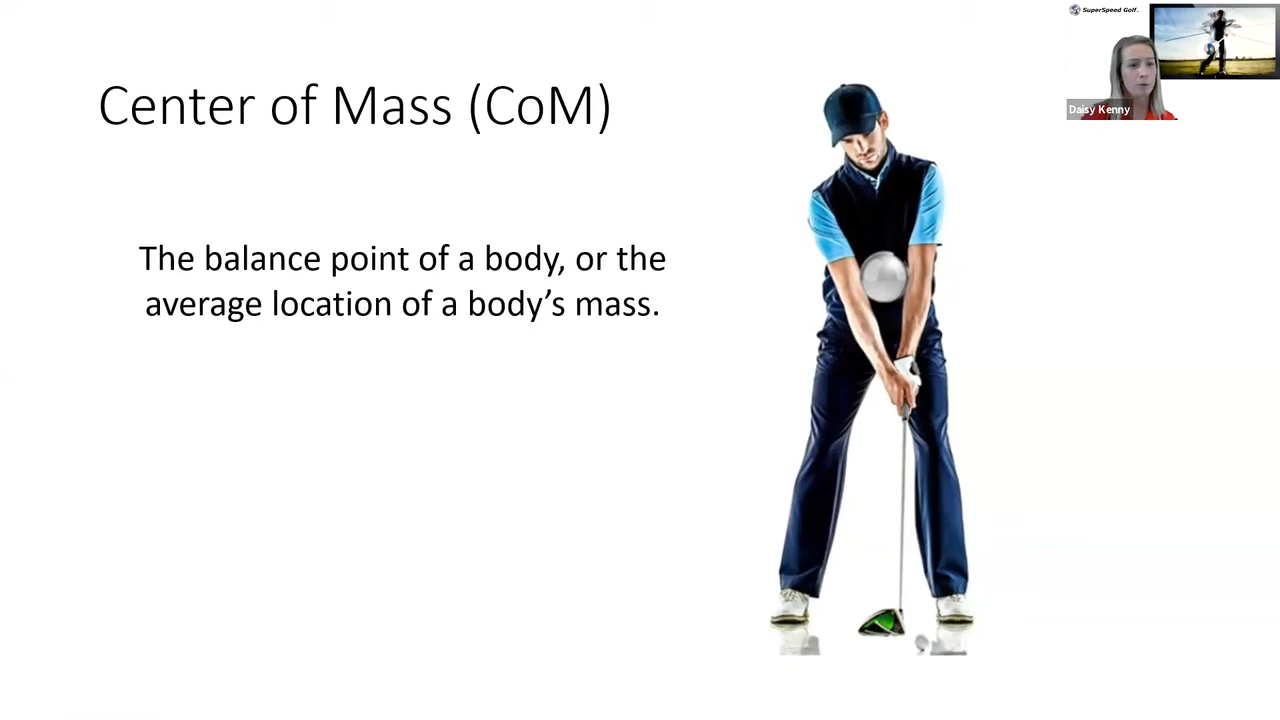 SuperSpeed Golf.
Daisy Kenny
Center of Mass (CoM)
The balance point of a body, or the
average location of a body’s mass.